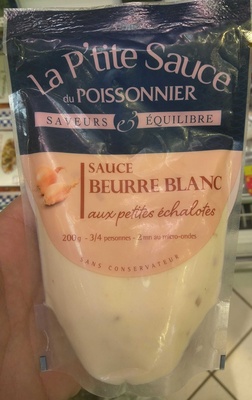 La P'tite Sauce
du POISSONNIER
SAVEURS & ÉQUILIBRE
SAUCE
BEURRE BLANC
aux petites échalotes
200g - 3/4 personnes - 2 mn au micro-ondes
SANS CONSERVATEUR